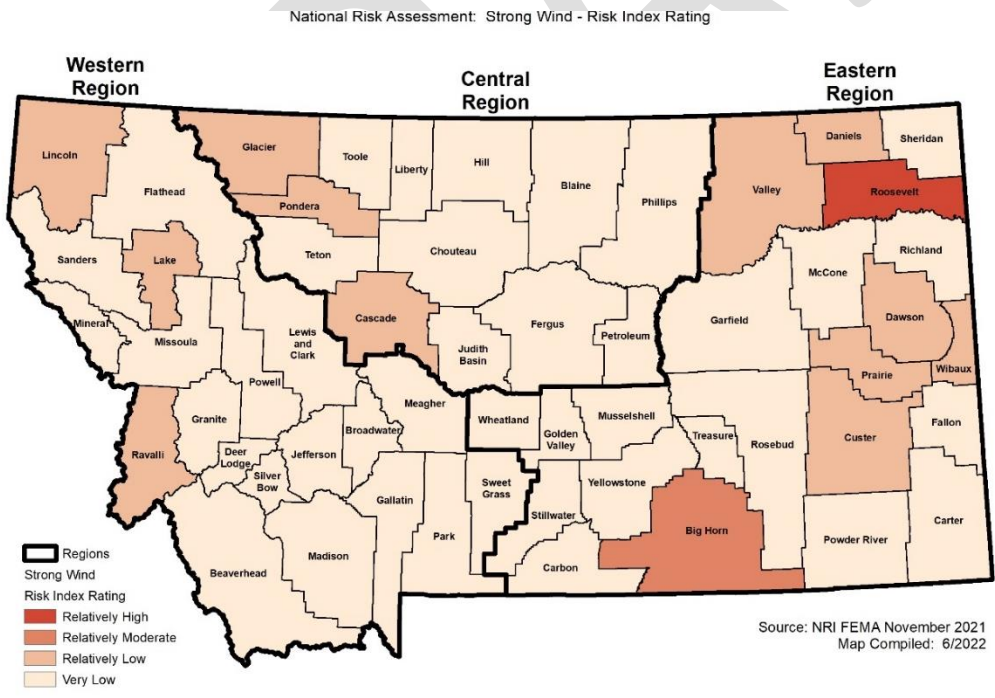 National Risk Assessment: Strong Wind - Risk Index Rating
Western
Region
Central
Region
Eastern
Region
Lincoln
Flathead
Glacier
Toole
Liberty
Hill
Blaine
Phillips
Valley
Daniels
Sheridan
Roosevelt
Pondera
Sanders
Lake
Teton
Chouteau
Richland
McCone
Mineral
Missoula
Lewis
and
Clark
Cascade
Judith
Basin
Fergus
Petroleum
Garfield
Dawson
Prairie
Wibaux
Powell
Granite
Ravalli
Deer
Lodge
Silver
Bow
Jefferson
Broadwater
Meagher
Wheatland
Golden
Valley
Musselshell
Treasure
Rosebud
Custer
Fallon
Gallatin
Park
Sweet
Grass
Stillwater
Yellowstone
Big Horn
Powder River
Carter
Carbon
Beaverhead
Madison
Regions
Strong Wind
Risk Index Rating
Relatively High
Relatively Moderate
Relatively Low
Very Low
Source: NRI FEMA November 2021
Map Compiled: 6/2022